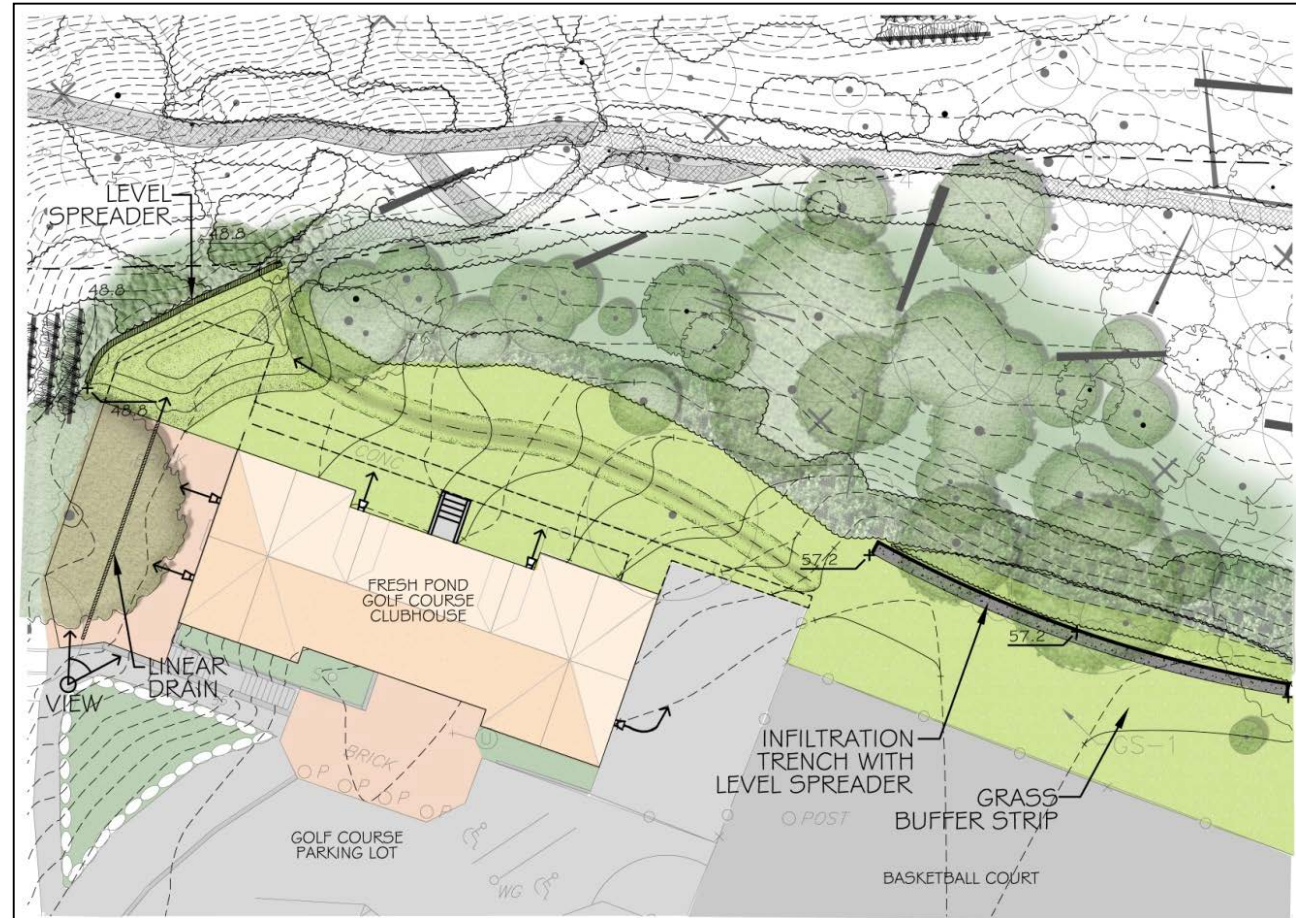 LEVEL
SPREADER
48.8
48.8
48.8
CONC
57.2
57.2
FRESH POND
GOLF COURSE
CLUBHOUSE
LINEAR
DRAIN
VIEW
BRICK
U
P
P
P
P
INFILTRATION
TRENCH WITH
LEVEL SPREADER
GS-1
GRASS
BUFFER STRIP
POST
GOLF COURSE
PARKING LOT
WG
BASKETBALL COURT